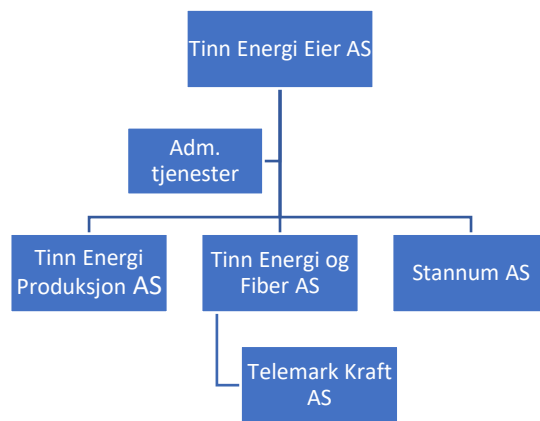 Tinn Energi Eier AS
Adm.
tjenester
Tinn Energi
Produksjon AS
Tinn Energi og
Fiber AS
Stannum AS
Telemark Kraft
AS